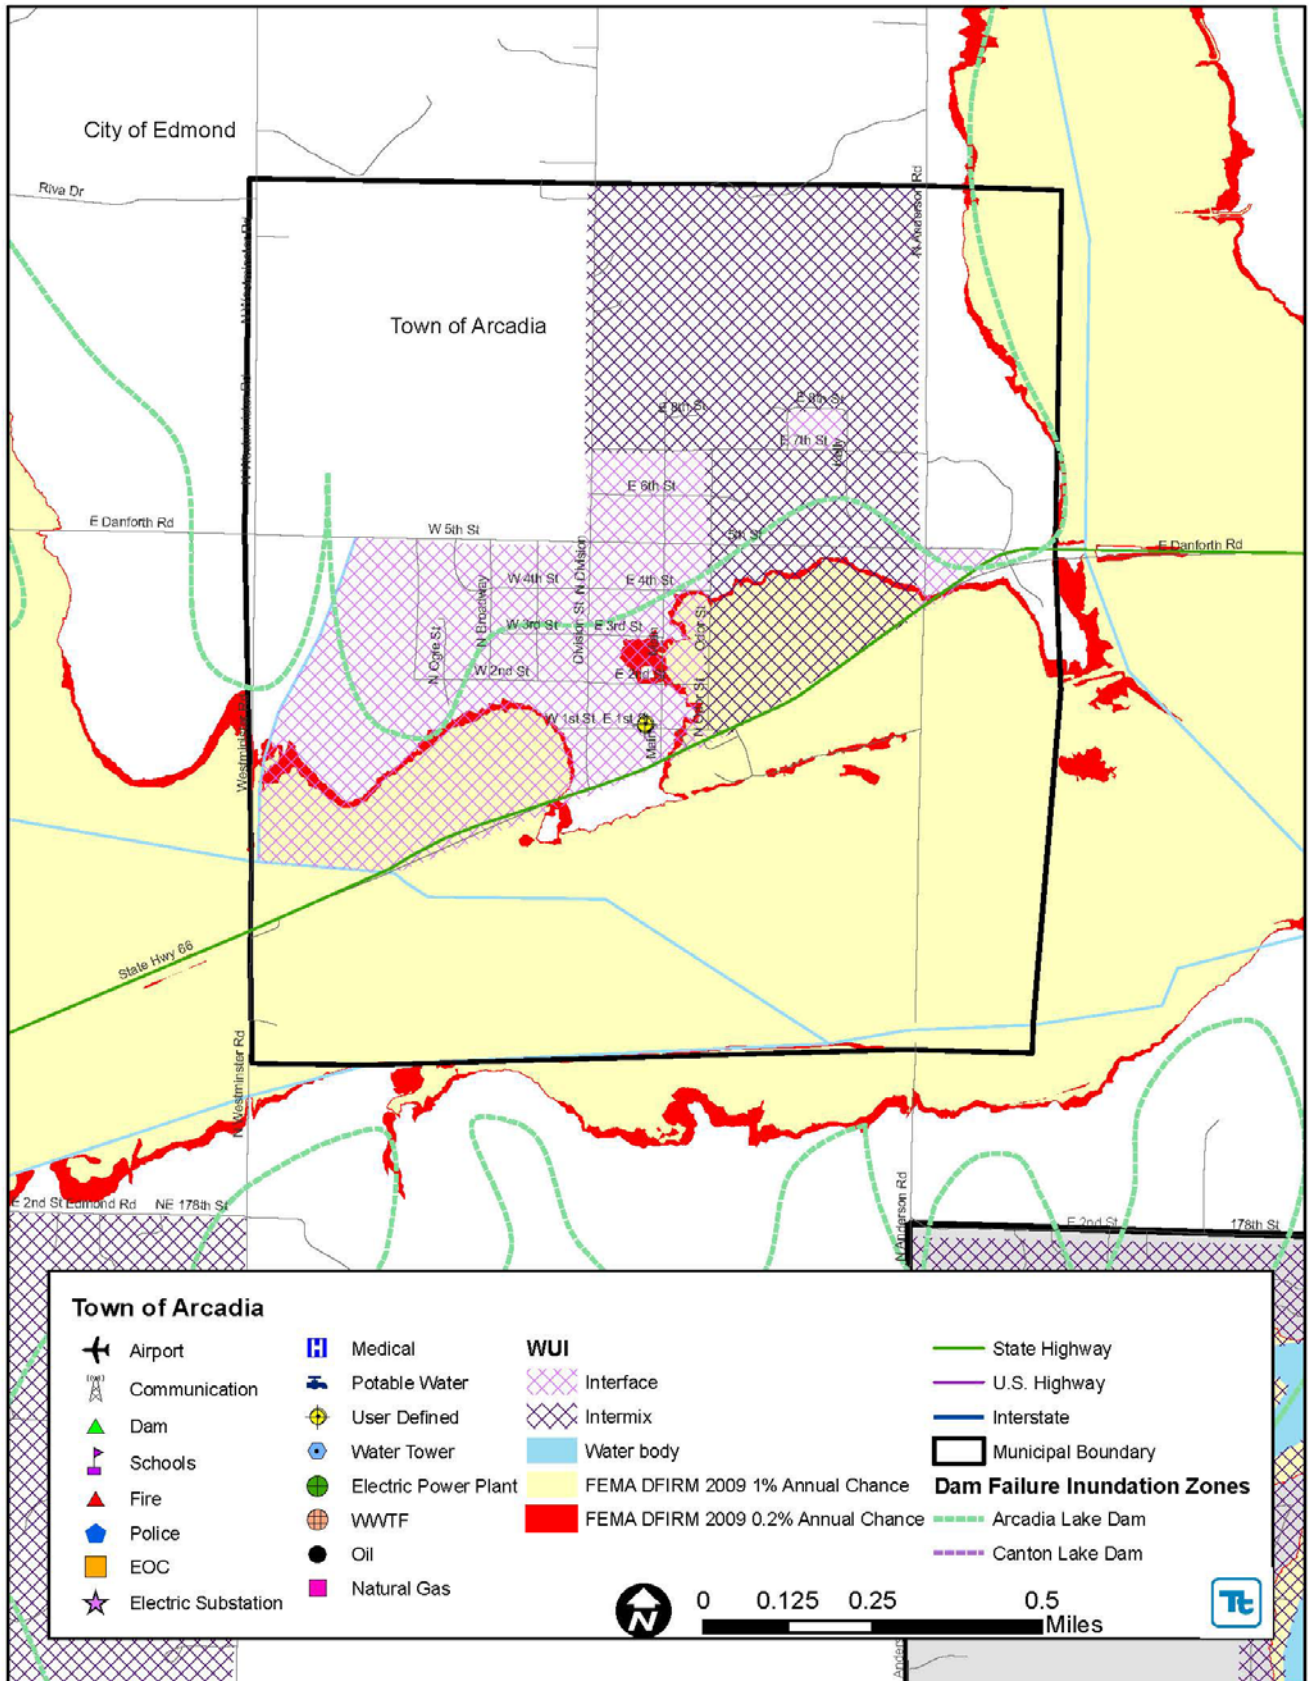 City of Edmond
Riva Dr
N Anderson Rd
N Westminster Rd
Town of Arcadia
N Westminster Rd
E 8th St
E 8th St
E 7th St
Kelly
E 6th St
E Danforth Rd
W 5th St
5th St
E Danforth Rd
N Division
W 4th St
E 4th St
N Broadway
W 3rd St
E 3rd St
Main
Odor St
Division St
N Ogle St
W 2nd St
E 2nd
N Odor St
W 1st St
E 1st St
Main
Westminster Rd
State Hwy 66
N Westminster Rd
E 2nd St Edmond Rd
NE 178th St
N Anderson Rd
E 2nd St
178th St
Town of Arcadia
Airport
Communication
Dam
Schools
Fire
Police
EOC
Electric Substation
H Medical
Potable Water
User Defined
Water Tower
Electric Power Plant
WWTF
Oil
Natural Gas
WUI
Interface
Intermix
Water body
FEMA DFIRM 2009 1% Annual Chance
FEMA DFIRM 2009 0.2% Annual Chance
State Highway
U.S. Highway
Interstate
Municipal Boundary
Dam Failure Inundation Zones
Arcadia Lake Dam
Canton Lake Dam
N
0 0.125 0.25 0.5
Miles
Tt